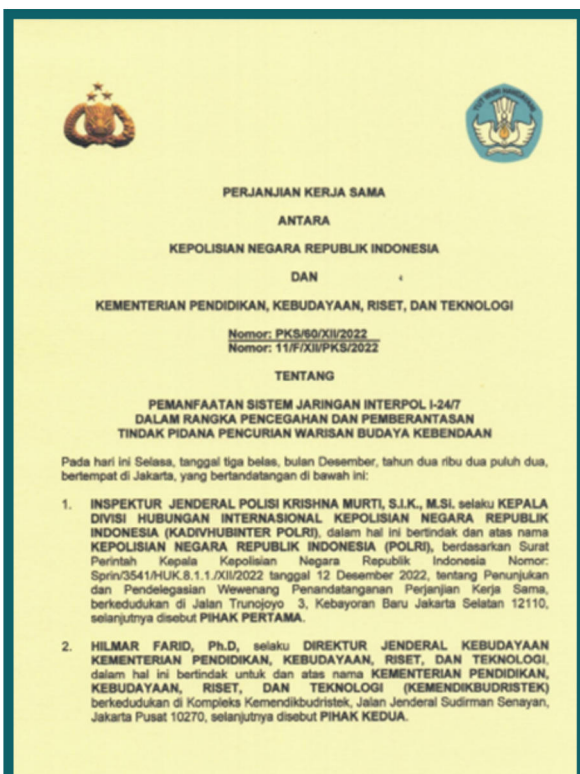 TUT WURI HANDAYANI
PERJANJIAN KERJA SAMA
ANTARA
KEPOLISIAN NEGARA REPUBLIK INDONESIA
DAN
KEMENTERIAN PENDIDIKAN, KEBUDAYAAN, RISET, DAN TEKNOLOGI
Nomor: PKS/60/XII/2022
Nomor: 11/F/XII/PKS/2022
TENTANG
PEMANFAATAN SISTEM JARINGAN INTERPOL I-24/7
DALAM RANGKA PENCEGAHAN DAN PEMBERANTASAN
TINDAK PIDANA PENCURIAN WARISAN BUDAYA KEBENDAAN
Pada hari ini Selasa, tanggal tiga belas, bulan Desember, tahun dua ribu dua puluh dua,
bertempat di Jakarta, yang bertandatangan di bawah ini:
1. INSPEKTUR JENDERAL POLISI KRISHNA MURTI, S.I.K., M.Si. selaku KEPALA
DIVISI HUBUNGAN INTERNASIONAL KEPOLISIAN NEGARA REPUBLIK
INDONESIA (KADIVHUBINTER POLRI), dalam hal ini bertindak dan atas nama
KEPOLISIAN NEGARA REPUBLIK INDONESIA (POLRI), berdasarkan Surat
Perintah Kepala Kepolisian Negara Republik Indonesia Nomor:
Sprin/3541/HUK.8.1.1./XII/2022 tanggal 12 Desember 2022, tentang Penunjukan
dan Pendelegasian Wewenang Penandatanganan Perjanjian Kerja Sama,
berkedudukan di Jalan Trunojoyo 3, Kebayoran Baru Jakarta Selatan 12110,
selanjutnya disebut PIHAK PERTAMA.
2. HILMAR FARID, Ph.D, selaku DIREKTUR JENDERAL KEBUDAYAAN
KEMENTERIAN PENDIDIKAN, KEBUDAYAAN, RISET, DAN TEKNOLOGI,
dalam hal ini bertindak untuk dan atas nama KEMENTERIAN PENDIDIKAN,
KEBUDAYAAN, RISET, DAN TEKNOLOGI (KEMENDIKBUDRISTEK)
berkedudukan di Kompleks Kemendikbudristek, Jalan Jenderal Sudirman Senayan,
Jakarta Pusat 10270, selanjutnya disebut PIHAK KEDUA.